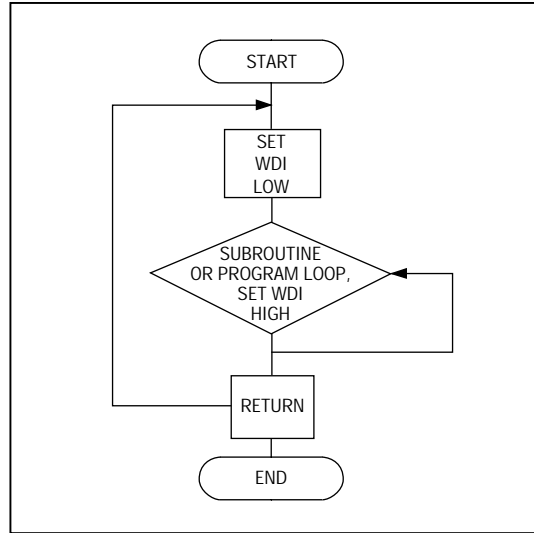 START
SET
WDI
LOW
SUBROUTINE
OR PROGRAM LOOP,
SET WDI
HIGH
RETURN
END